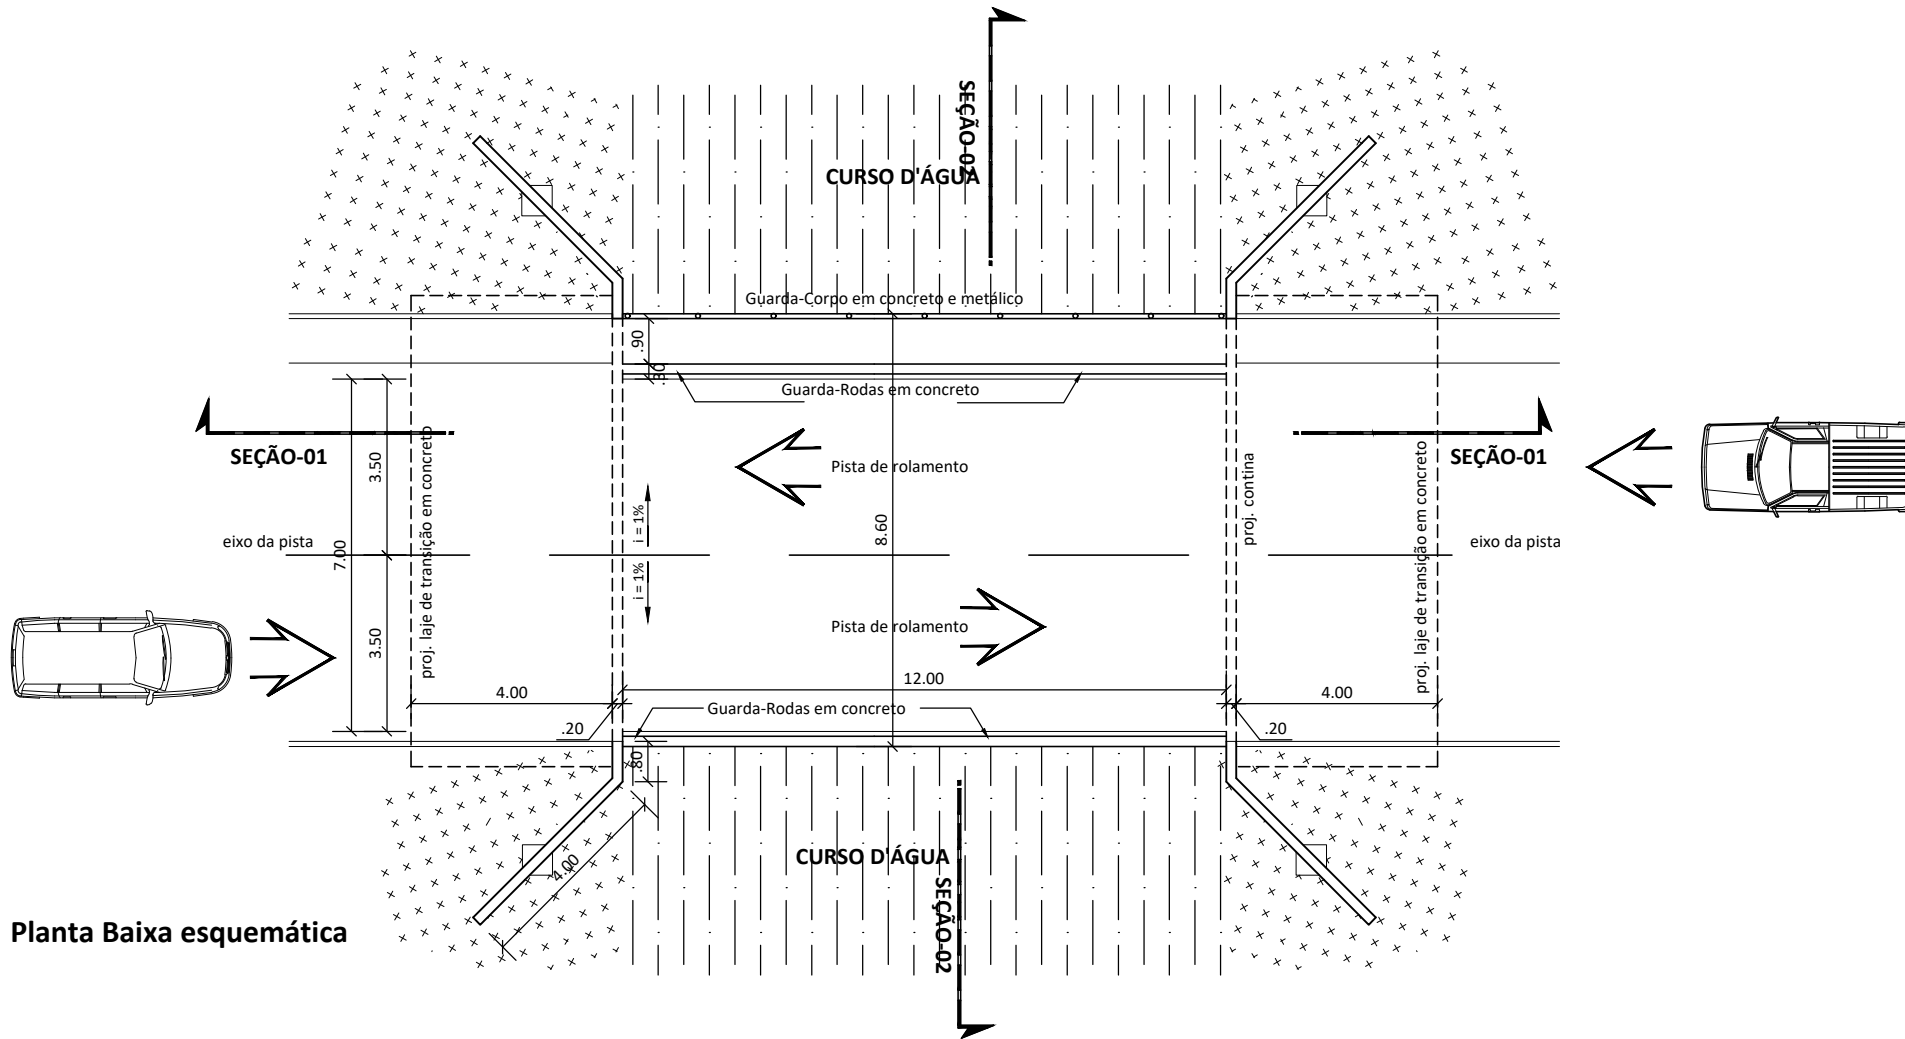 SEÇÃO-02
CURSO D'ÁGUA
Guarda-Corpo em concreto e metálico
.90
.30
Guarda-Rodas em concreto
SEÇÃO-01
SEÇÃO-01
3.50
proj. laje de transição em concreto
Pista de rolamento
proj. contina
proj. laje de transição em concreto
i = 1%
8.60
eixo da pista
7.00
eixo da pista
i = 1%
3.50
Pista de rolamento
4.00
12.00
4.00
.20
Guarda-Rodas em concreto
.20
.80
4.00
CURSO D'ÁGUA
SEÇÃO-02
Planta Baixa esquemática